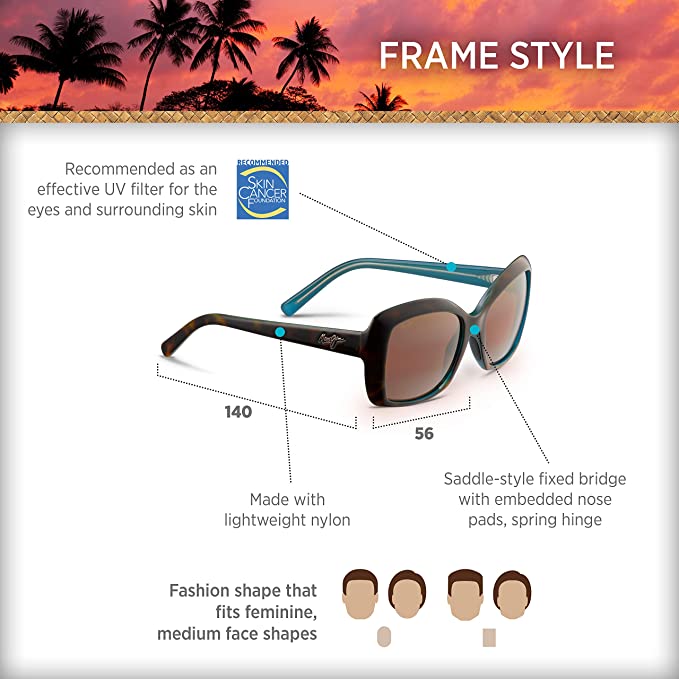 FRAME STYLE
Recommended as an
effective UV filter for the
eyes and surrounding skin
RECOMMENDED
SKIN
CANCER
FOUNDATION
Maui Jim
140
56
Made with
lightweight nylon
Saddle-style fixed bridge
with embedded nose
pads, spring hinge
Fashion shape that
fits feminine,
medium face shapes